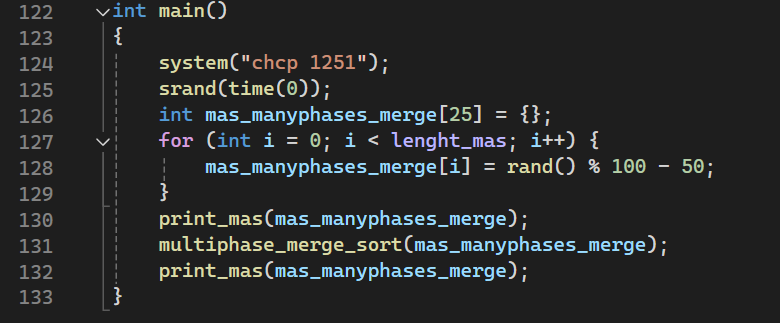 122 int main()
123 {
124 system("chcp 1251");
125 srand(time(0));
126 int mas_manyphases_merge[25] = {};
127 for (int i = 0; i < lenght_mas; i++) {
128 mas_manyphases_merge[i] = rand() % 100 - 50;
129 }
130 print_mas(mas_manyphases_merge);
131 multiphase_merge_sort(mas_manyphases_merge);
132 print_mas(mas_manyphases_merge);
133 }